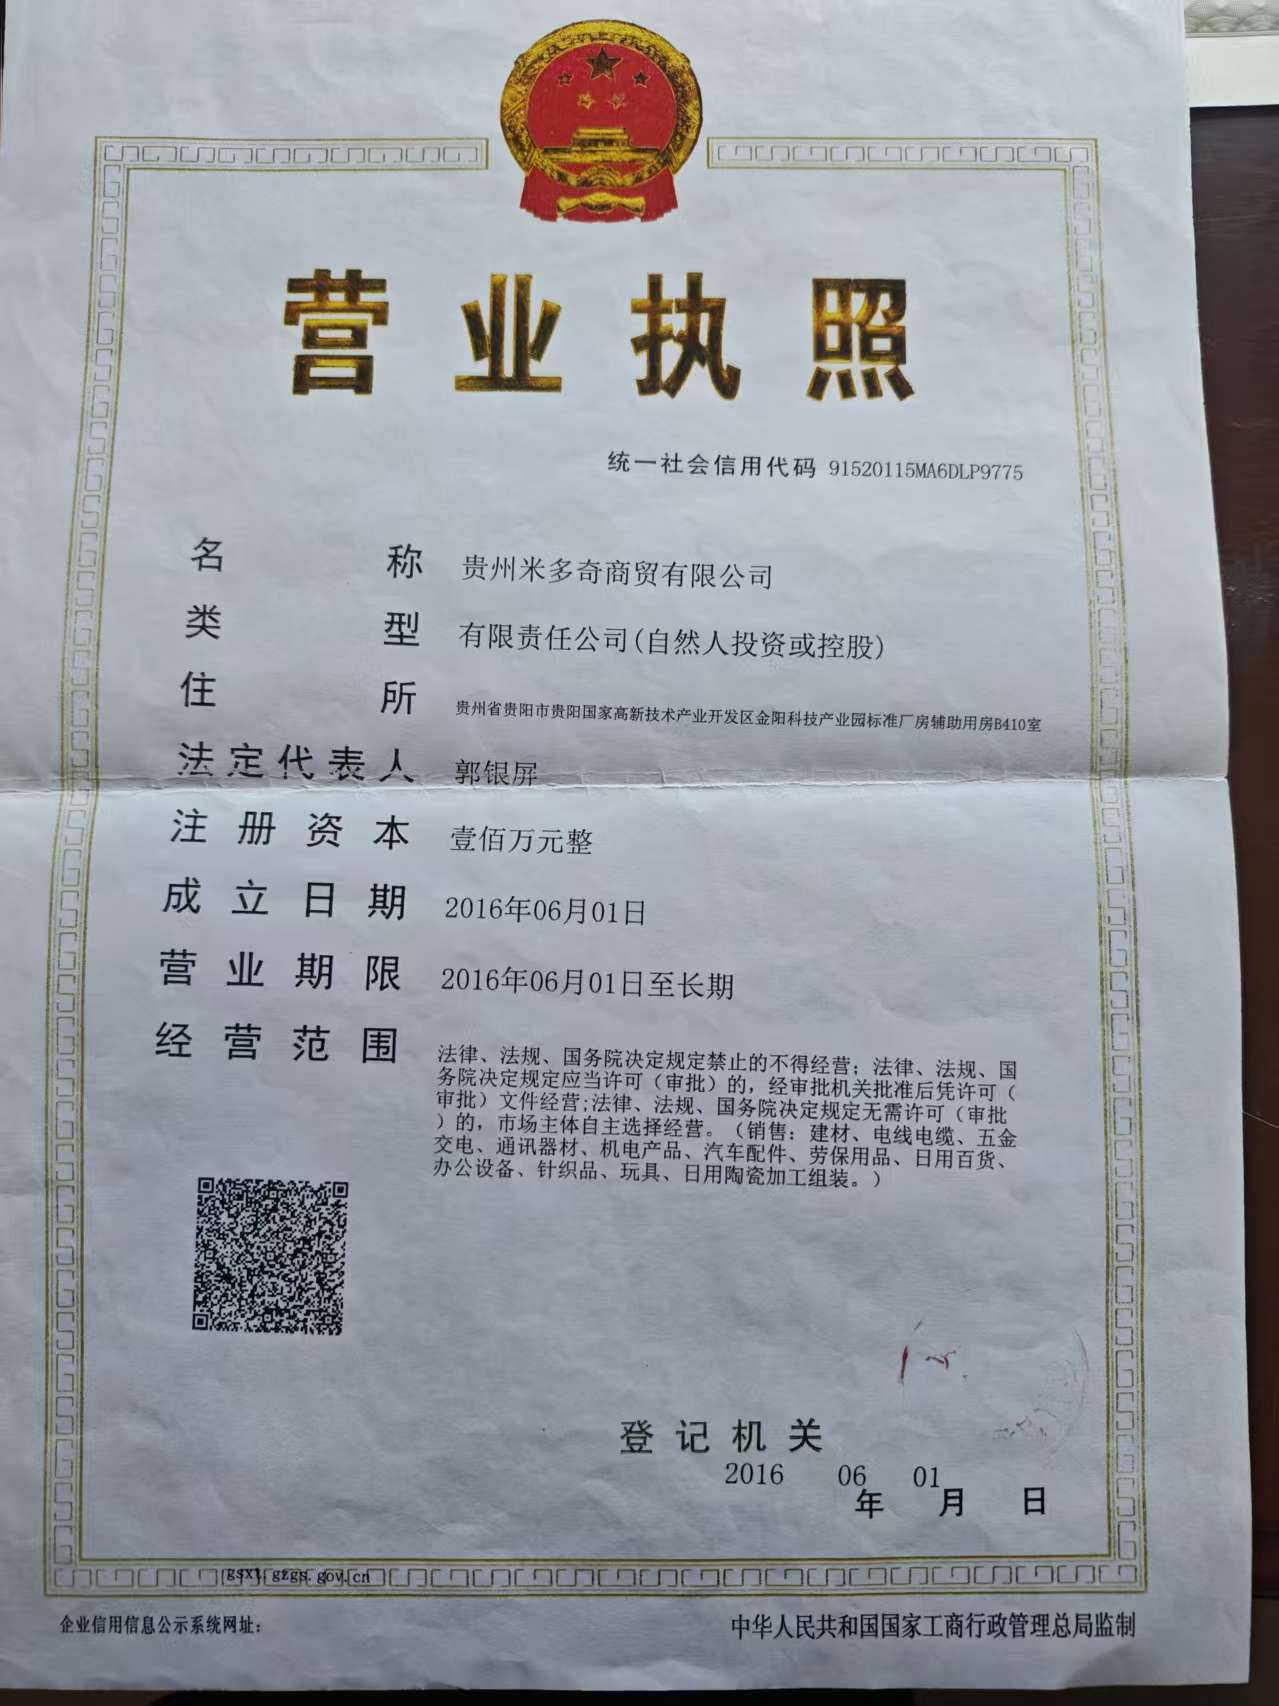 营业执照
统一社会信用代码 91520115MA6DLP9775
名称 贵州米多奇商贸有限公司
类型 有限责任公司(自然人投资或控股)
住所 贵州省贵阳市贵阳国家高新技术产业开发区金阳科技产业园标准厂房辅助用房B410室
法定代表人 郭银屏
注册资本 壹佰万元整
成立日期 2016年06月01日
营业期限 2016年06月01日至长期
经营范围 法律、法规、国务院决定规定禁止的不得经营；法律、法规、国
务院决定规定应当许可（审批）的，经审批机关批准后凭许可（
审批）文件经营;法律、法规、国务院决定规定无需许可（审批
）的，市场主体自主选择经营。（销售：建材、电线电缆、五金
交电、通讯器材、机电产品、汽车配件、劳保用品、日用百货、
办公设备、针织品、玩具、日用陶瓷加工组装。）
登记机关
2016 06 01
年 月 日
gsxt.gzgs.gov.cn
企业信用信息公示系统网址：
中华人民共和国国家工商行政管理总局监制